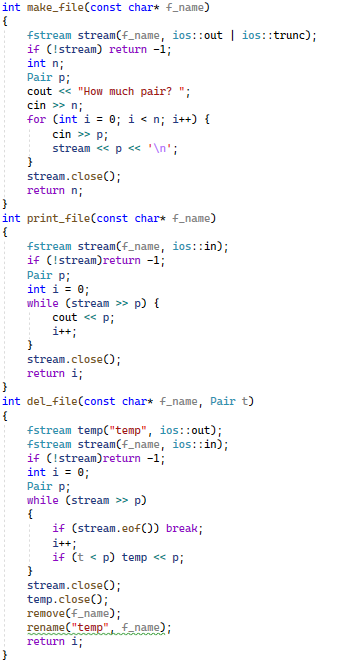 int make_file(const char* f_name)
{
    fstream stream(f_name, ios::out | ios::trunc);
    if (!stream) return -1;
    int n;
    Pair p;
    cout << "How much pair? ";
    cin >> n;
    for (int i = 0; i < n; i++) {
        cin >> p;
        stream << p << '\n';
    }
    stream.close();
    return n;
}
int print_file(const char* f_name)
{
    fstream stream(f_name, ios::in);
    if (!stream)return -1;
    Pair p;
    int i = 0;
    while (stream >> p) {
        cout << p;
        i++;
    }
    stream.close();
    return i;
}
int del_file(const char* f_name, Pair t)
{
    fstream temp("temp", ios::out);
    fstream stream(f_name, ios::in);
    if (!stream)return -1;
    int i = 0;
    Pair p;
    while (stream >> p)
    {
        if (stream.eof()) break;
        i++;
        if (t < p) temp << p;
    }
    stream.close();
    temp.close();
    remove(f_name);
    rename("temp", f_name);
    return i;
}